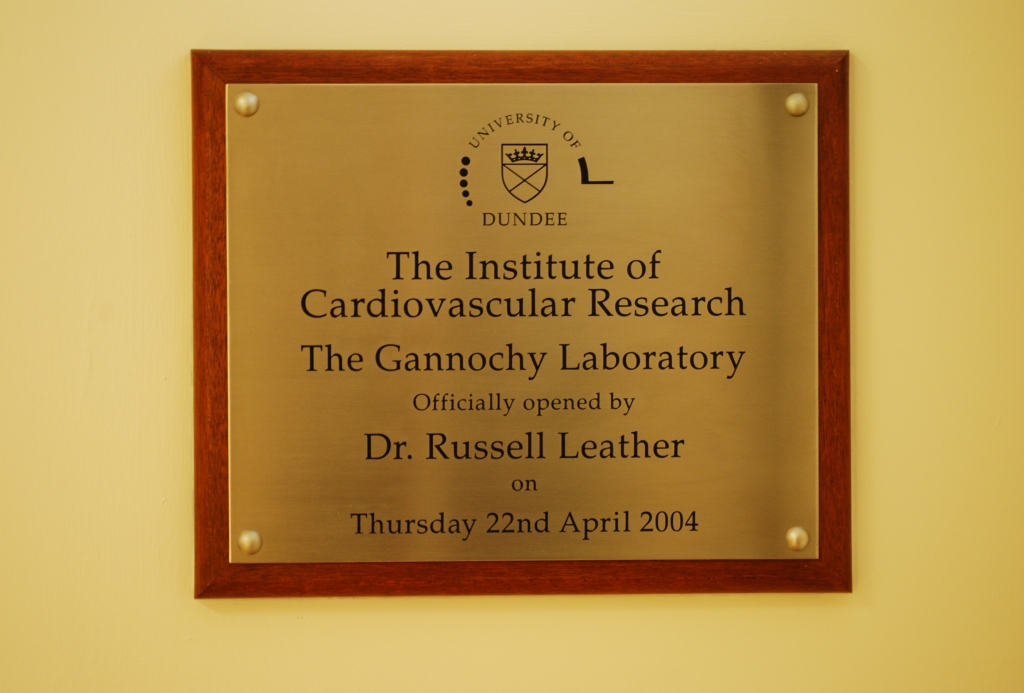 UNIVERSITY OF
DUNDEE
The Institute of
Cardiovascular Research
The Gannochy Laboratory
Officially opened by
Dr. Russell Leather
on
Thursday 22nd April 2004